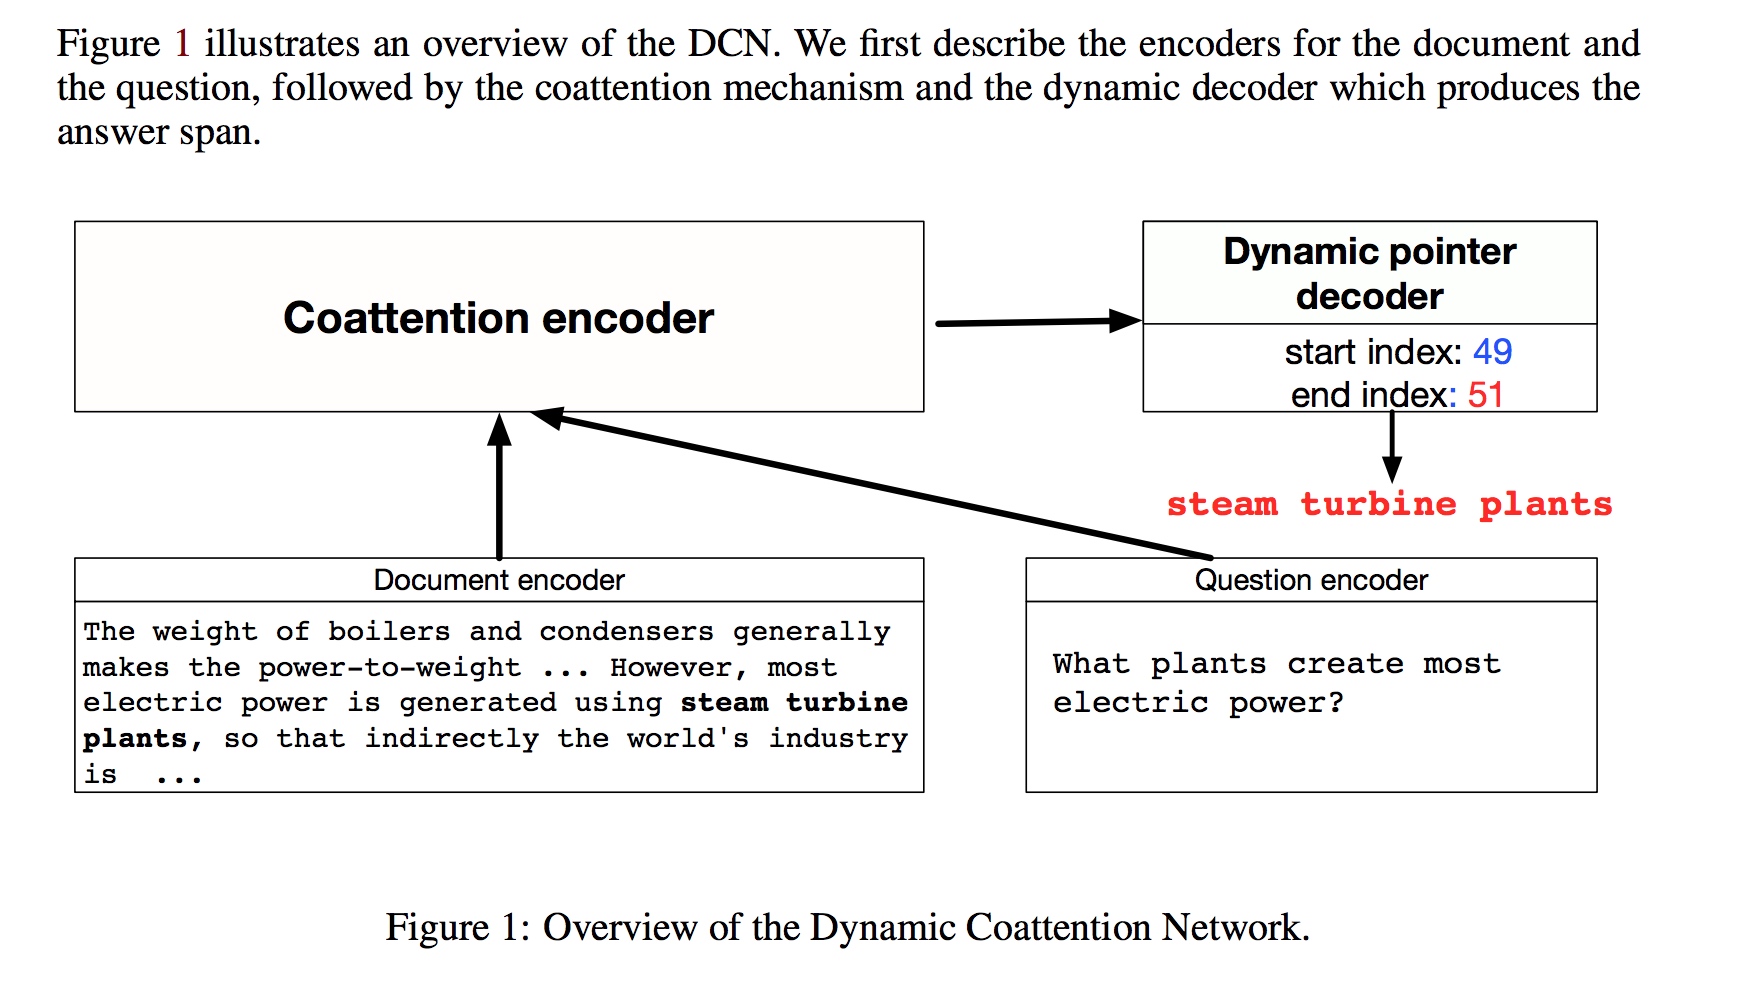 Figure 1 illustrates an overview of the DCN. We first describe the encoders for the document and
the question, followed by the coattention mechanism and the dynamic decoder which produces the
answer span.
Coattention encoder
Dynamic pointer
decoder
start index: 49
end index: 51
steam turbine plants
Document encoder
The weight of boilers and condensers generally
makes the power-to-weight ... However, most
electric power is generated using steam turbine
plants, so that indirectly the world's industry
is ...
Question encoder
What plants create most
electric power?
Figure 1: Overview of the Dynamic Coattention Network.